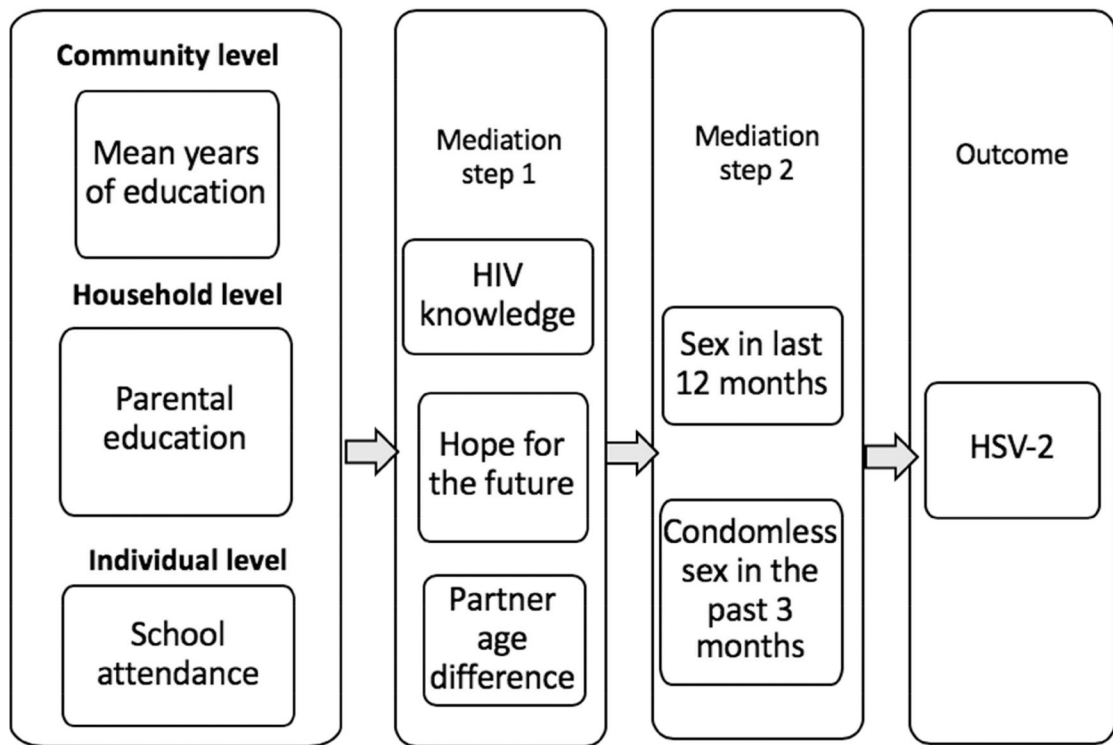 Community level
Mean years
of education
Household level
Parental
education
Individual level
School
attendance
Mediation
step 1
HIV
knowledge
Hope for
the future
Partner
age
difference
Mediation
step 2
Sex in last
12 months
Condomless
sex in the
past 3
months
Outcome
HSV-2